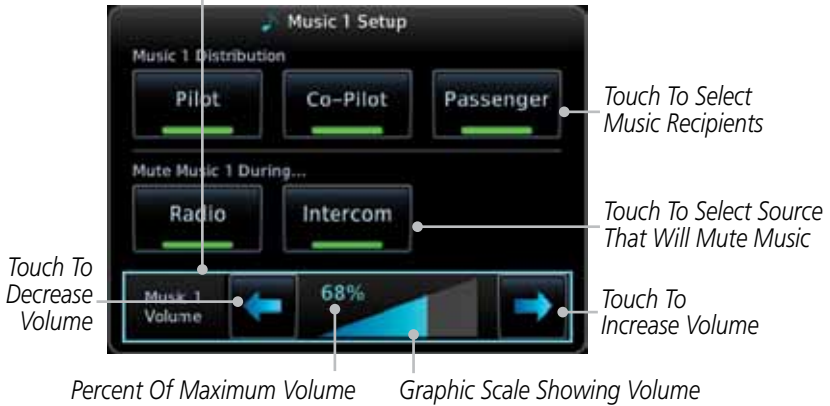 Music 1 Setup
Music 1 Distribution
Pilot
Co-Pilot
Passenger
Touch To Select
Music Recipients
Mute Music 1 During...
Radio
Intercom
Touch To Select Source
That Will Mute Music
Touch To
Decrease
Volume
Music 1
Volume
68%
Touch To
Increase Volume
Percent Of Maximum Volume
Graphic Scale Showing Volume